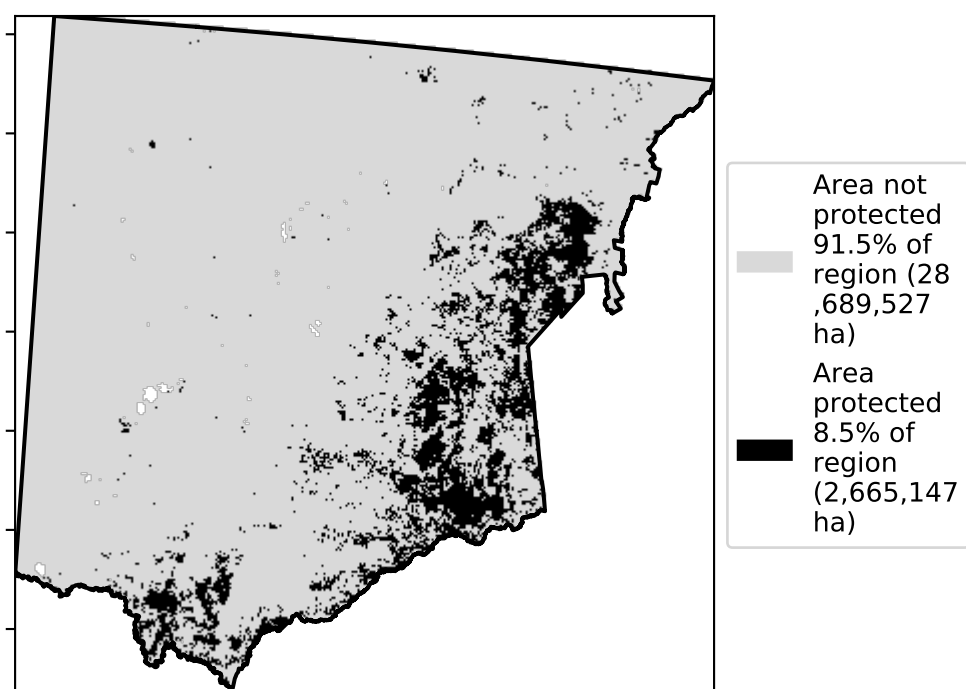 Area not
protected
91.5% of
region (28
,689,527
ha)
Area
protected
8.5% of
region
(2,665,147
ha)